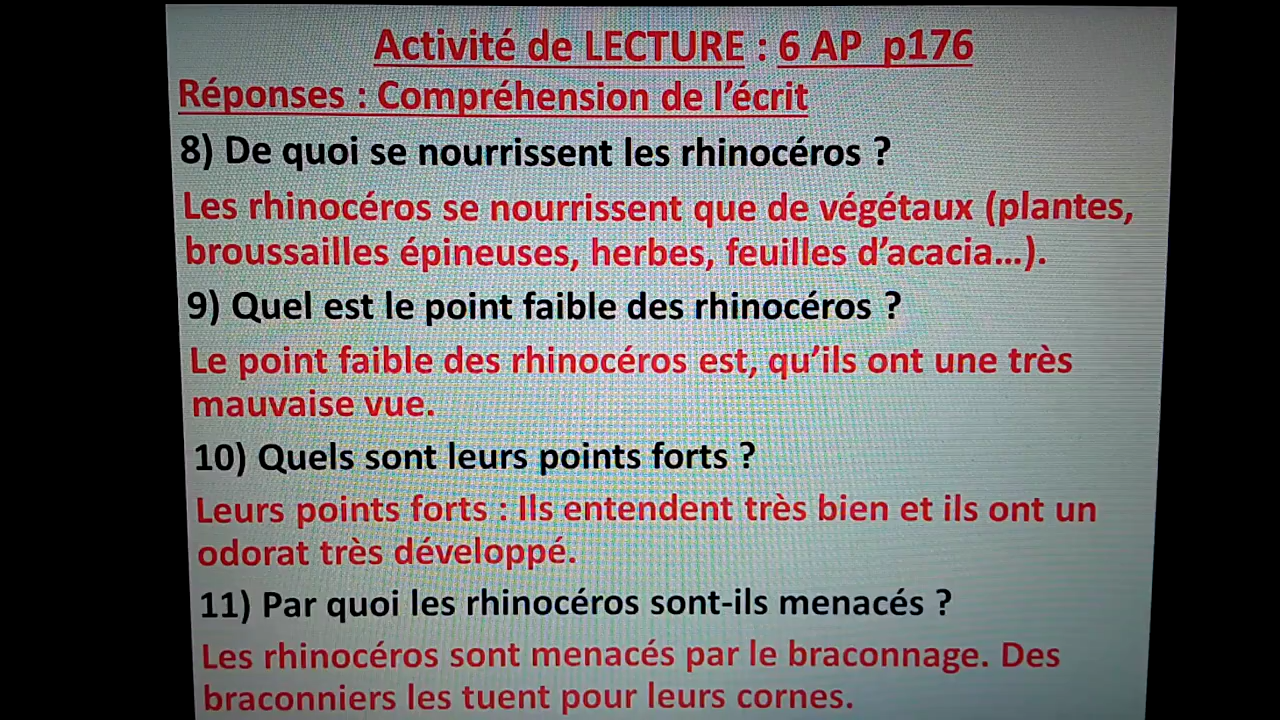 Activité de LECTURE : 6 AP p176
Réponses : Compréhension de l'écrit
8) De quoi se nourrissent les rhinocéros ?
Les rhinocéros se nourrissent que de végétaux (plantes,
broussailles épineuses, herbes, feuilles d'acacia...).
9) Quel est le point faible des rhinocéros ?
Le point faible des rhinocéros est, qu'ils ont une très
mauvaise vue.
10) Quels sont leurs points forts ?
Leurs points forts : Ils entendent très bien et ils ont un
odorat très développé.
11) Par quoi les rhinocéros sont-ils menacés ?
Les rhinocéros sont menacés par le braconnage. Des
braconniers les tuent pour leurs cornes.